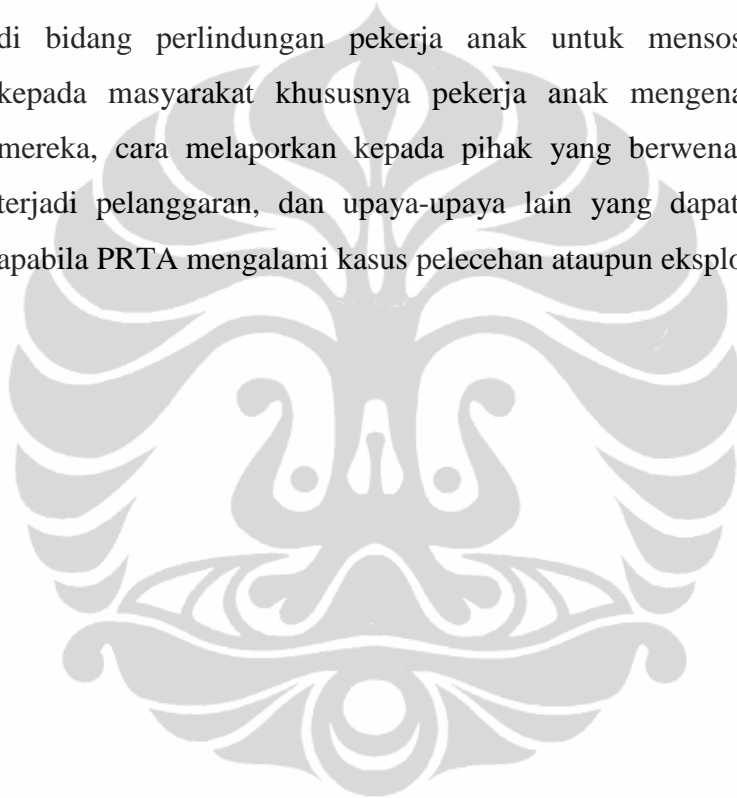 di bidang perlindungan pekerja anak untuk mensos
kepada masyarakat khususnya pekerja anak mengena
mereka, cara melaporkan kepada pihak yang berwena
terjadi pelanggaran, dan upaya-upaya lain yang dapat
apabila PRTA mengalami kasus pelecehan ataupun eksplo